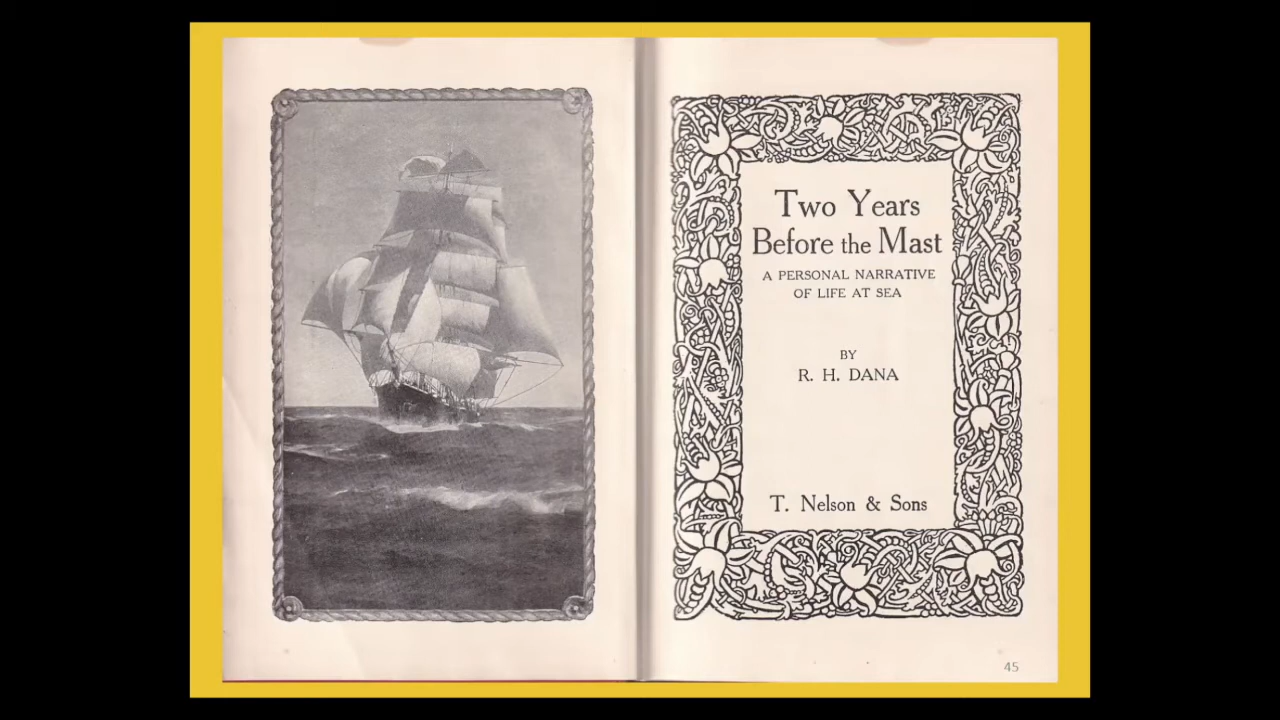 Two Years
Before the Mast
A PERSONAL NARRATIVE
OF LIFE AT SEA
BY
R. H. DANA
T. Nelson & Sons
45